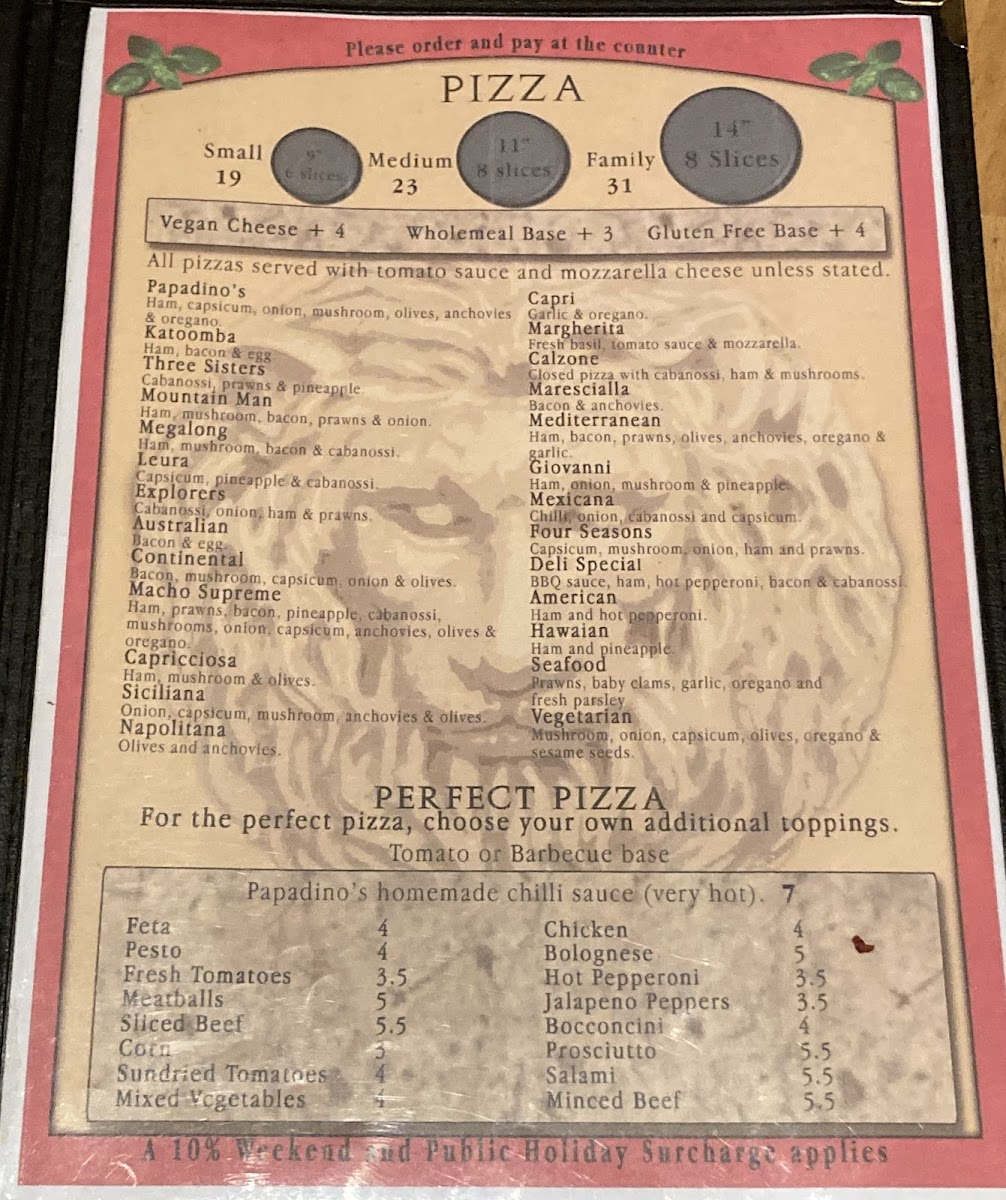 Please order and pay at the counter
PIZZA
Small 9" 6 slices Medium 11" 8 slices Family 14" 8 Slices
19 23 31
Vegan Cheese + 4 Wholemeal Base + 3 Gluten Free Base + 4
All pizzas served with tomato sauce and mozzarella cheese unless stated.
Papadino's
Ham, capsicum, onion, mushroom, olives, anchovies
& oregano.
Katoomba
Ham, bacon & egg
Three Sisters
Cabanossi, prawns & pineapple.
Mountain Man
Ham, mushroom, bacon, prawns & onion.
Megalong
Ham, mushroom, bacon & cabanossi.
Leura
Capsicum, pineapple & cabanossi.
Explorers
Cabanossi, onion, ham & prawns.
Australian
Bacon & egg.
Continental
Bacon, mushroom, capsicum, onion & olives.
Macho Supreme
Ham, prawns, bacon, pineapple, cabanossi,
mushrooms, onion, capsicum, anchovies, olives &
oregano.
Capricciosa
Ham, mushroom & olives.
Siciliana
Onion, capsicum, mushroom, anchovies & olives.
Napolitana
Olives and anchovies.
Capri
Garlic & oregano.
Margherita
Fresh basil, tomato sauce & mozzarella.
Calzone
Closed pizza with cabanossi, ham & mushrooms.
Marescialla
Bacon & anchovies.
Mediterranean
Ham, bacon, prawns, olives, anchovies, oregano &
garlic.
Giovanni
Ham, onion, mushroom & pineapple.
Mexicana
Chilli, onion, cabanossi and capsicum.
Four Seasons
Capsicum, mushroom, onion, ham and prawns.
Deli Special
BBQ sauce, ham, hot pepperoni, bacon & cabanossi.
American
Ham and hot pepperoni.
Hawaian
Ham and pineapple.
Seafood
Prawns, baby clams, garlic, oregano and
fresh parsley
Vegetarian
Mushroom, onion, capsicum, olives, oregano &
sesame seeds.
PERFECT PIZZA
For the perfect pizza, choose your own additional toppings.
Tomato or Barbecue base
Papadino's homemade chilli sauce (very hot). 7
Feta 4
Pesto 4
Fresh Tomatoes 3.5
Meatballs 5
Sliced Beef 5.5
Corn 3
Sundried Tomatoes 4
Mixed Vegetables 4
Chicken 4
Bolognese 5
Hot Pepperoni 3.5
Jalapeno Peppers 3.5
Bocconcini 4
Prosciutto 5.5
Salami 5.5
Minced Beef 5.5
A 10% Weekend and Public Holiday Surcharge applies